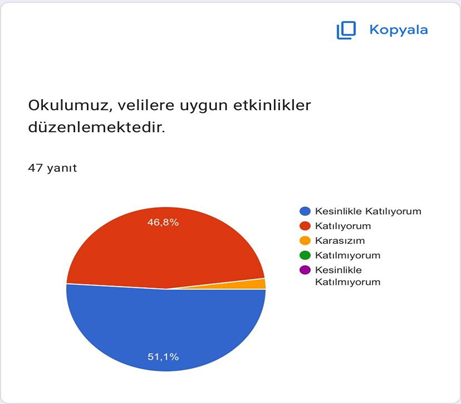 Kopyala
Okulumuz, velilere uygun etkinlikler
düzenlemektedir.
47 yanıt
Kesinlikle Katılıyorum
Katılıyorum
Karasızım
Katılmıyorum
Kesinlikle
Katılmıyorum
46,8%
51,1%